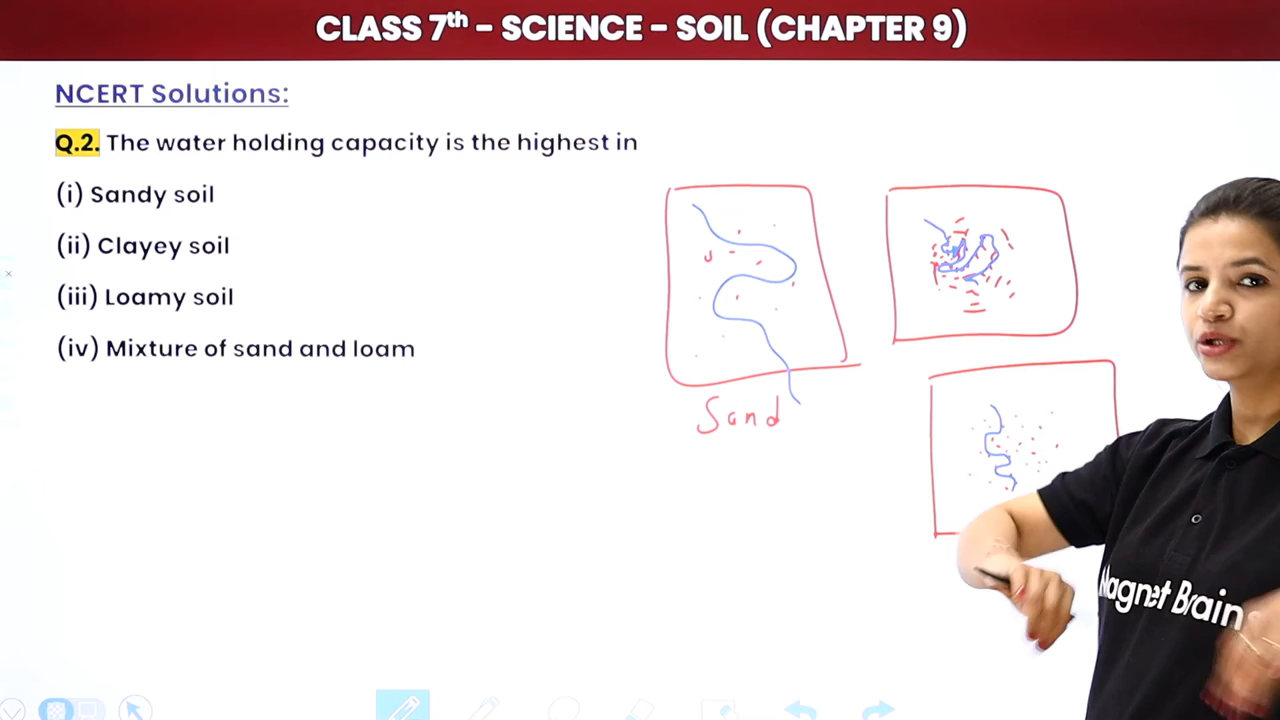 CLASS 7th - SCIENCE - SOIL (CHAPTER 9)
NCERT Solutions:
Q.2. The water holding capacity is the highest in
(i) Sandy soil
(ii) Clayey soil
(iii) Loamy soil
(iv) Mixture of sand and loam
Sand
Magnet Brain